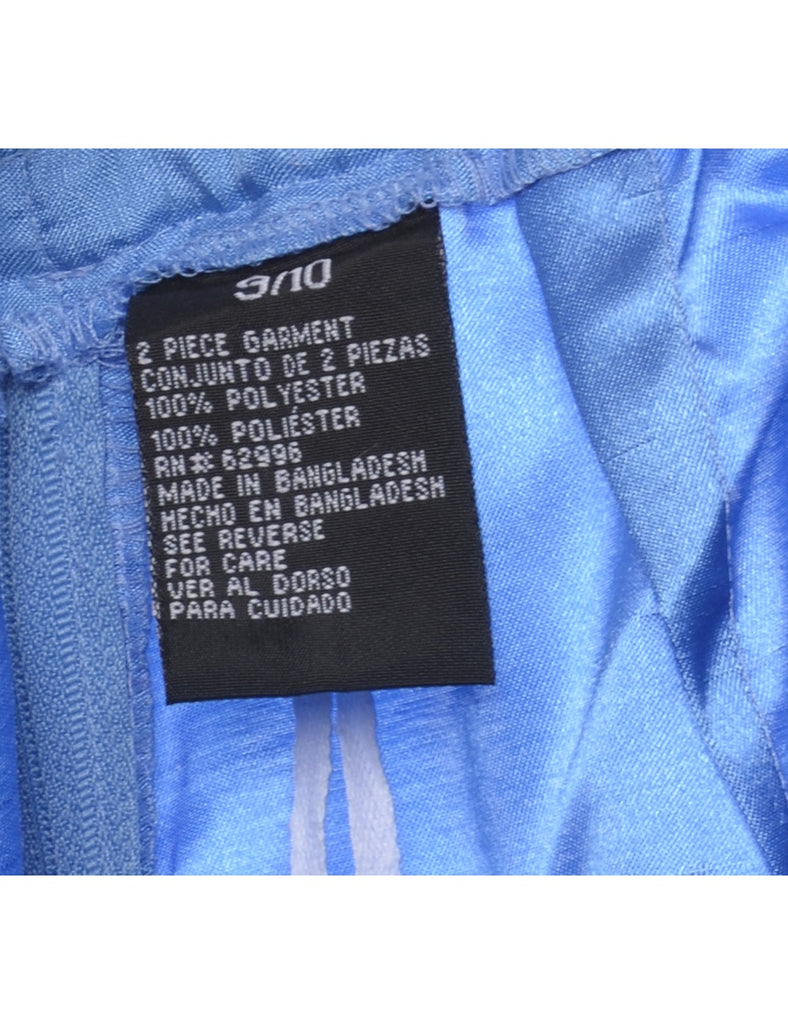 9/10
2 PIECE GARMENT
CONJUNTO DE 2 PIEZAS
100% POLYESTER
100% POLIÉSTER
RN# 62996
MADE IN BANGLADESH
HECHO EN BANGLADESH
SEE REVERSE
FOR CARE
VER AL DORSO
PARA CUIDADO